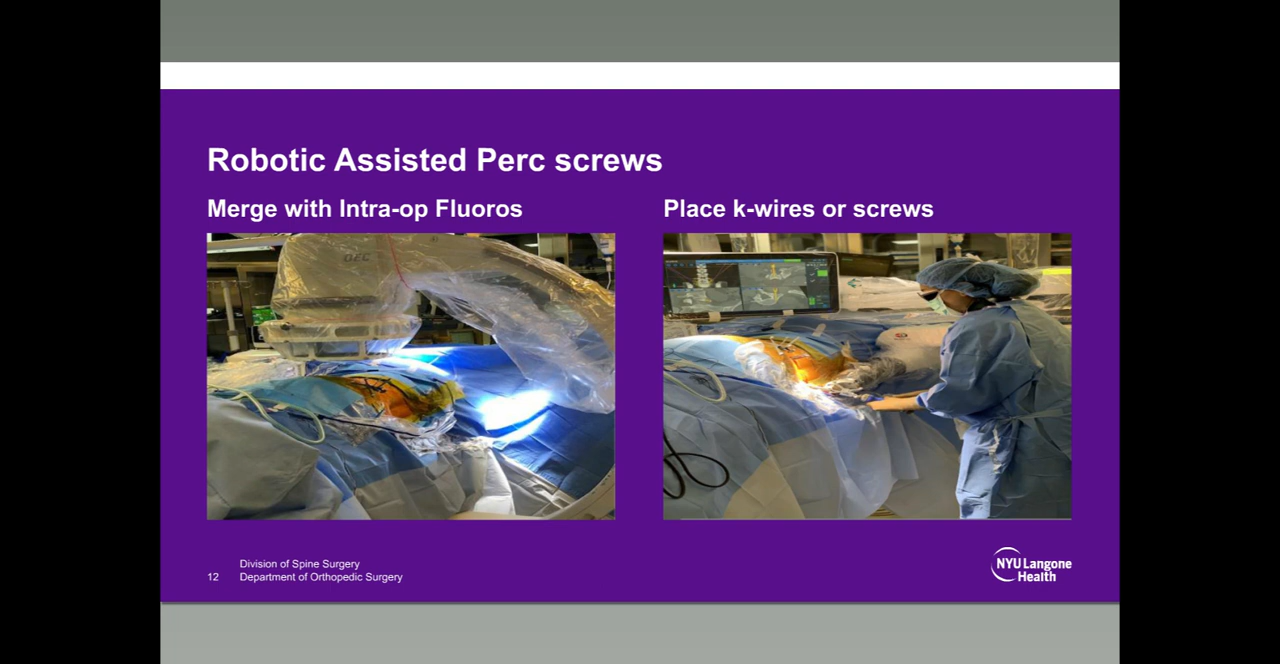 Robotic Assisted Perc screws
Merge with Intra-op Fluoros
Place k-wires or screws
OEC
Division of Spine Surgery
12 Department of Orthopedic Surgery
NYU Langone
Health